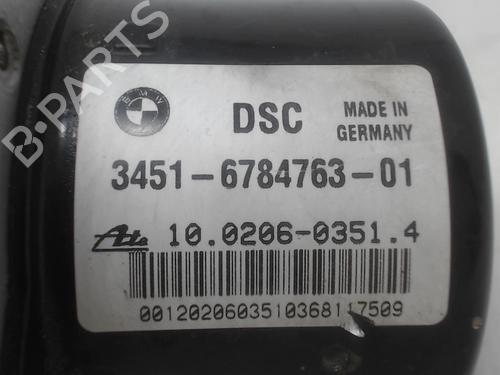 B-PARTS
BMW
DSC
MADE IN
GERMANY
3451-6784763-01
Ate 10.0206-0351.4
0012020603510368117509